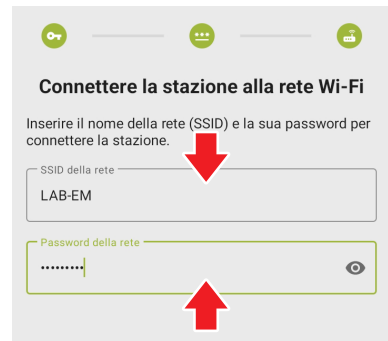 Connettere la stazione alla rete Wi-Fi
Inserire il nome della rete (SSID) e la sua password per
connettere la stazione.
SSID della rete
LAB-EM
Password della rete
•••••••••